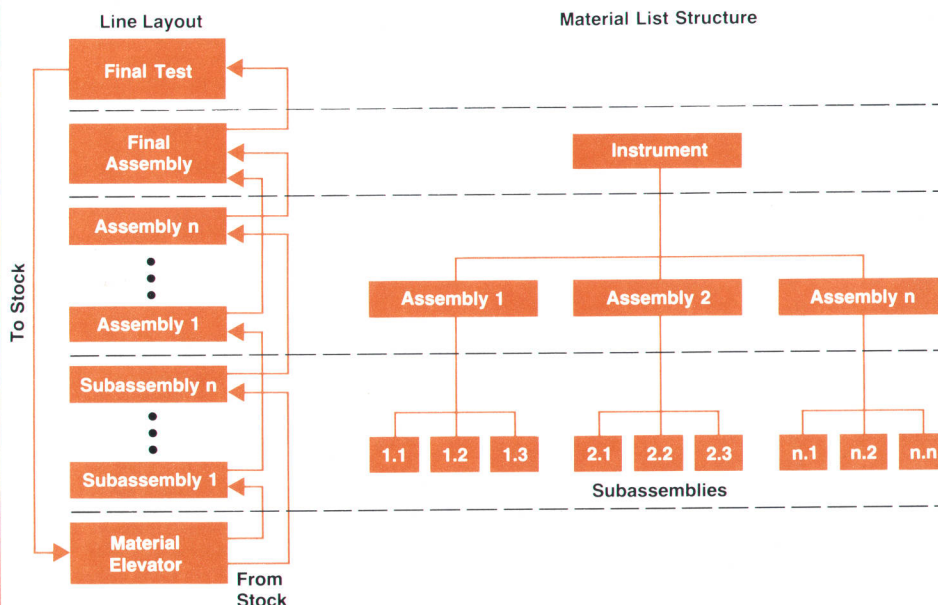 Line Layout
Material List Structure
Final Test
Final
Assembly
Instrument
Assembly n
Assembly 1
Assembly 2
Assembly n
To Stock
Assembly 1
Subassembly n
1.1
1.2
1.3
2.1
2.2
2.3
n.1
n.2
n.n
Subassembly 1
Subassemblies
Material
Elevator
From
Stock